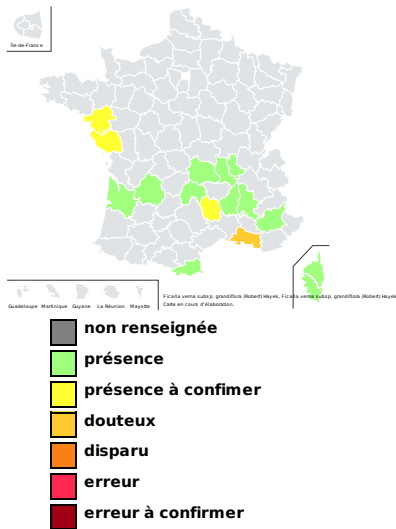 Île-de-France
Guadeloupe Martinique Guyane La Réunion Mayotte
Ficaria verna subsp. grandiflora (Robert) Hayek, Ficaria verna subsp. grandiflora (Robert) Hayek
Carte en cours d'élaboration.
non renseignée
présence
présence à confimer
douteux
disparu
erreur
erreur à confirmer